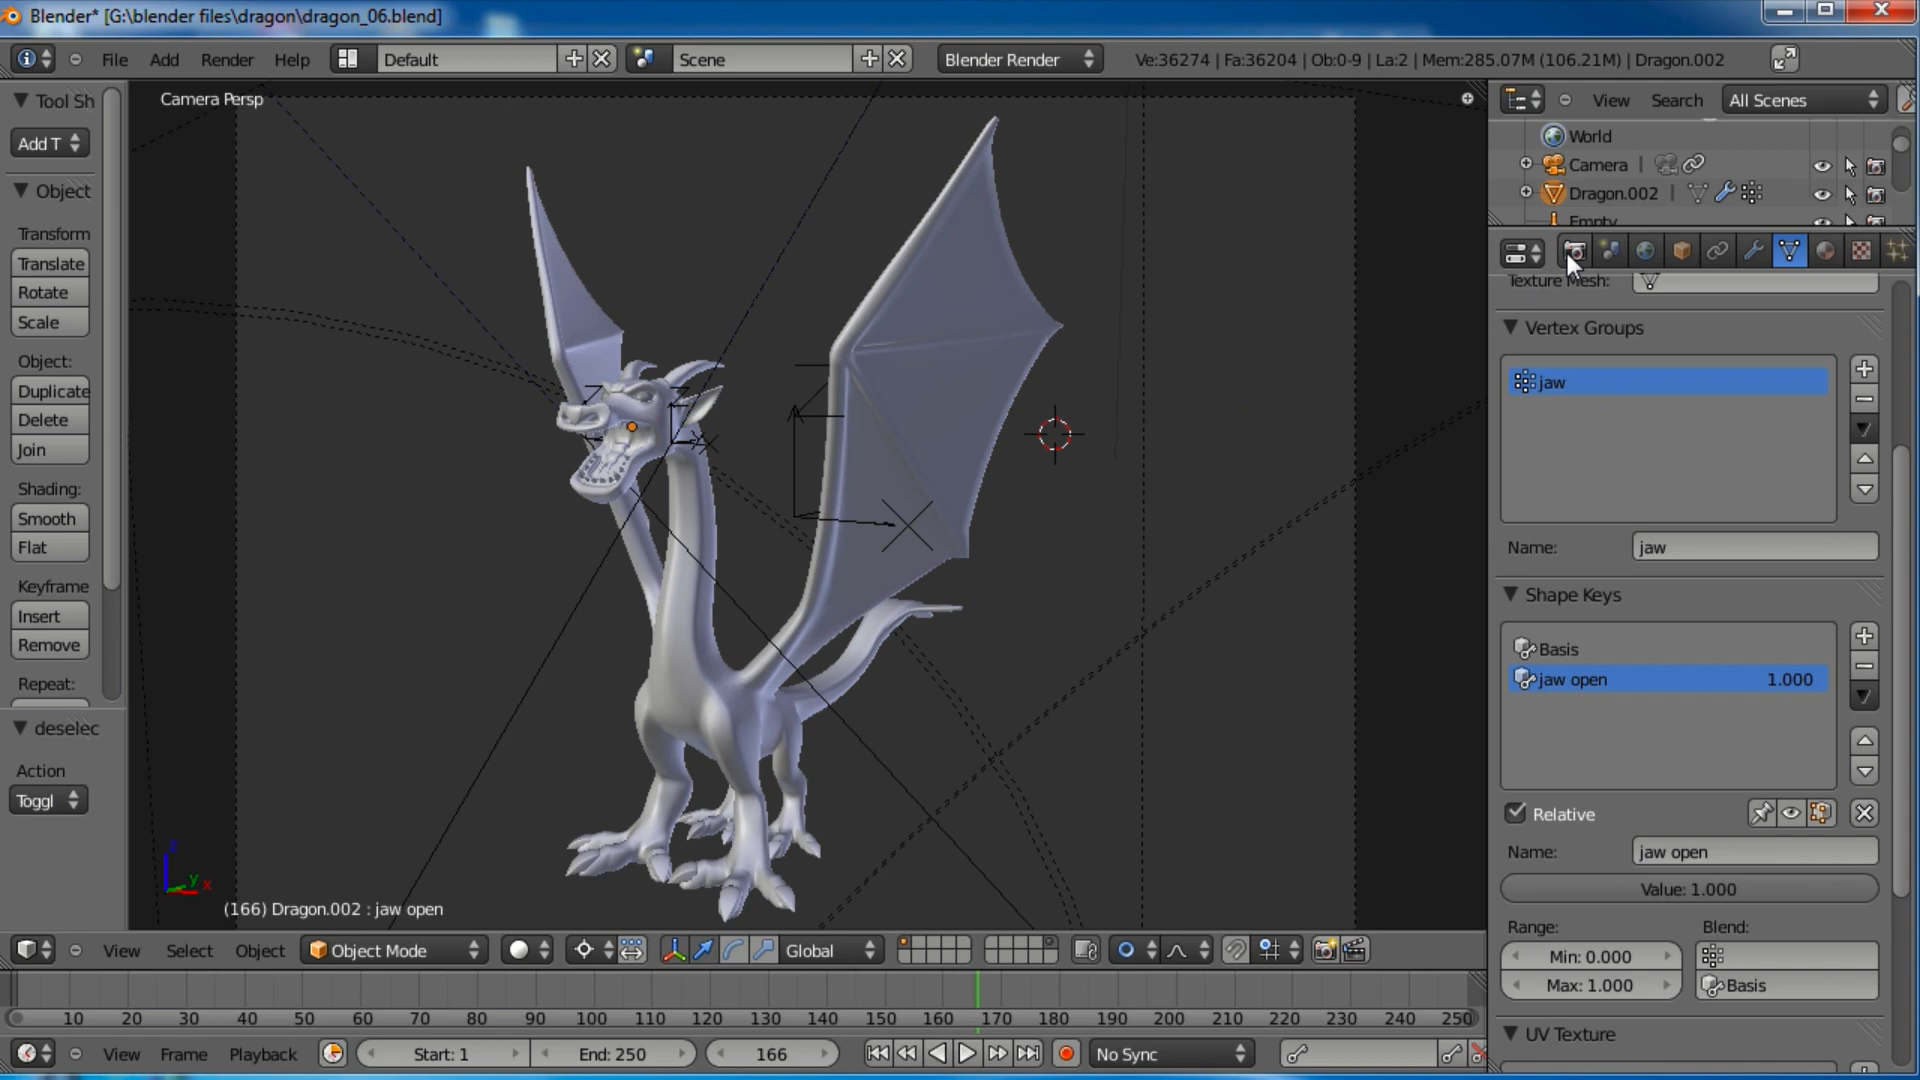 Blender* [G:\blender files\dragon\dragon_06.blend]
File Add Render Help Default Scene Blender Render Ve:36274 | Fa:36204 | Ob:0-9 | La:2 | Mem:285.07M (106.21M) | Dragon.002
Tool Sh
Add T
Object
Transform
Translate
Rotate
Scale
Object:
Duplicate
Delete
Join
Shading:
Smooth
Flat
Keyframe
Insert
Remove
Repeat:
deselec
Action
Toggl
Camera Persp
z
y
x
(166) Dragon.002 : jaw open
View Search All Scenes
World
Camera
Dragon.002
Empty
Texture Mesh:
Vertex Groups
jaw
Name: jaw
Shape Keys
Basis
jaw open 1.000
Relative
Name: jaw open
Value: 1.000
Range: Blend:
Min: 0.000
Max: 1.000 Basis
UV Texture
View Select Object Object Mode Global
10 20 30 40 50 60 70 80 90 100 110 120 130 140 150 160 170 180 190 200 210 220 230 240 250
View Frame Playback Start: 1 End: 250 166 No Sync